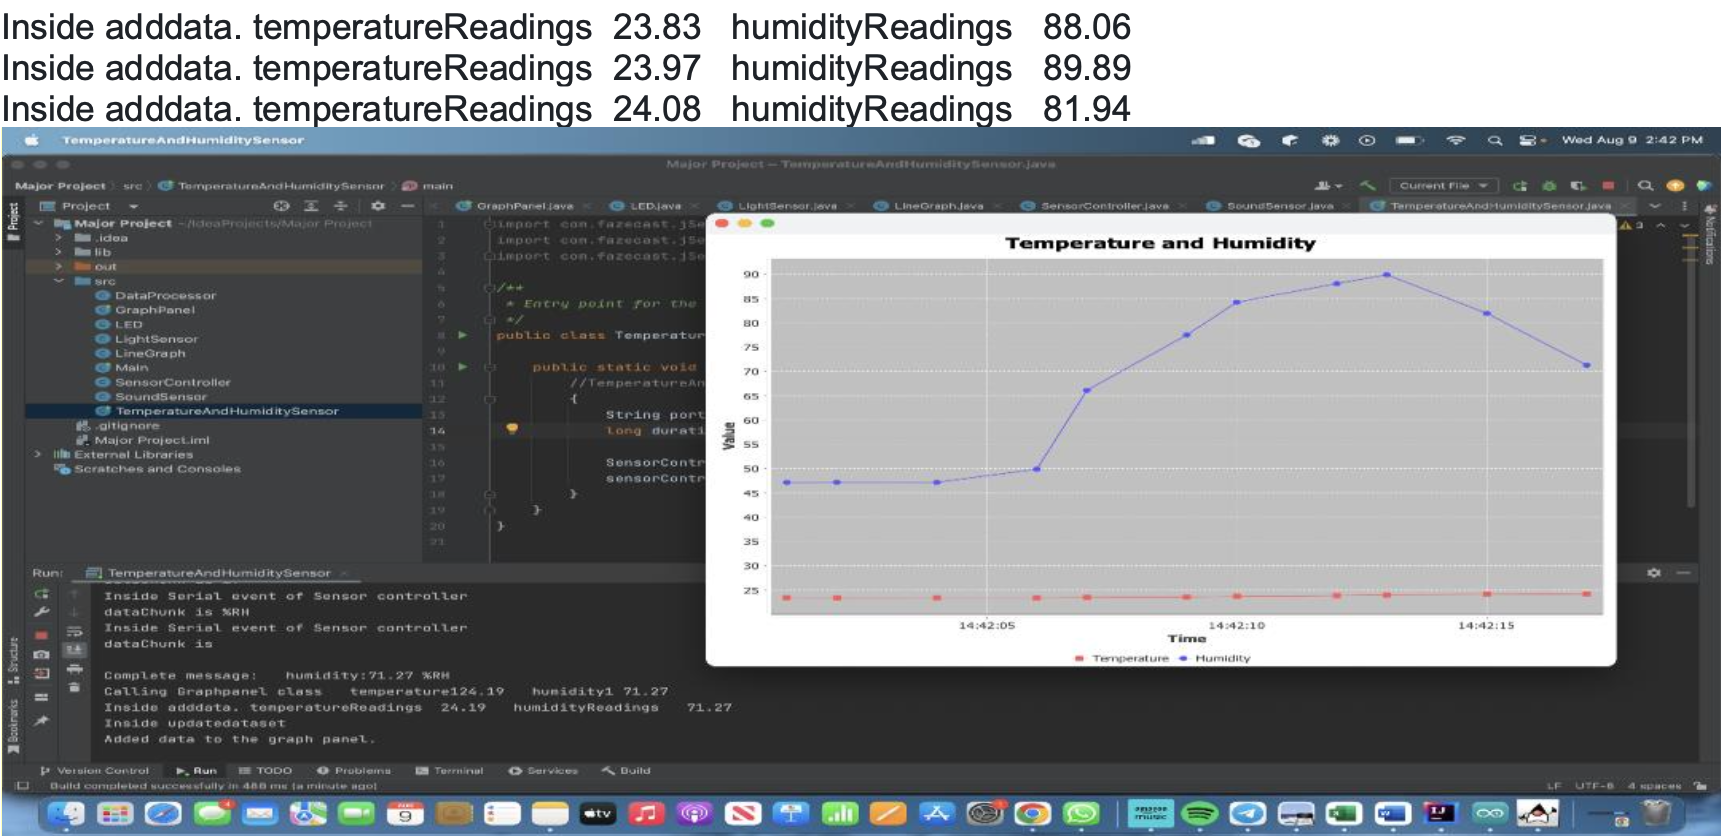 Inside adddata. temperatureReadings 23.83 humidityReadings 88.06
Inside adddata. temperatureReadings 23.97 humidityReadings 89.89
Inside adddata. temperatureReadings 24.08 humidityReadings 81.94
TemperatureAndHumiditySensor
Wed Aug 9 2:42 PM
Major Project – TemperatureAndHumiditySensor.java
Major Project src TemperatureAndHumiditySensor main
Current File
Project
GraphPanel.java LED.java LightSensor.java LineGraph.java SensorController.java SoundSensor.java TemperatureAndHumiditySensor.java
Project
Notifications
Major Project ~/IdeaProjects/Major Project
.idea
lib
out
src
DataProcessor
GraphPanel
LED
LightSensor
LineGraph
Main
SensorController
SoundSensor
TemperatureAndHumiditySensor
.gitignore
Major Project.iml
External Libraries
Scratches and Consoles
1 import com.fazecast.jSe
2 import com.fazecast.jSe
3 import com.fazecast.jSe
4
5 /**
6 * Entry point for the
7 */
8 public class Temperatur
9
10 public static void
11 //TemperatureAn
12 {
13 String port
14 long durati
15
16 SensorContr
17 sensorContr
18 }
19 }
20 }
21
3
Temperature and Humidity
90
85
80
75
70
65
60
55
50
45
40
35
30
25
Value
14:42:05 14:42:10 14:42:15
Time
Temperature Humidity
Run: TemperatureAndHumiditySensor
Inside Serial event of Sensor controller
dataChunk is %RH
Inside Serial event of Sensor controller
dataChunk is
Complete message: humidity:71.27 %RH
Calling Graphpanel class temperature124.19 humidity1 71.27
Inside adddata. temperatureReadings 24.19 humidityReadings 71.27
Inside updatedataset
Added data to the graph panel.
Structure
Bookmarks
Version Control Run TODO Problems Terminal Services Build
Build completed successfully in 488 ms (a minute ago)
LF UTF-8 4 spaces
AUG
9
tv
amazon
music